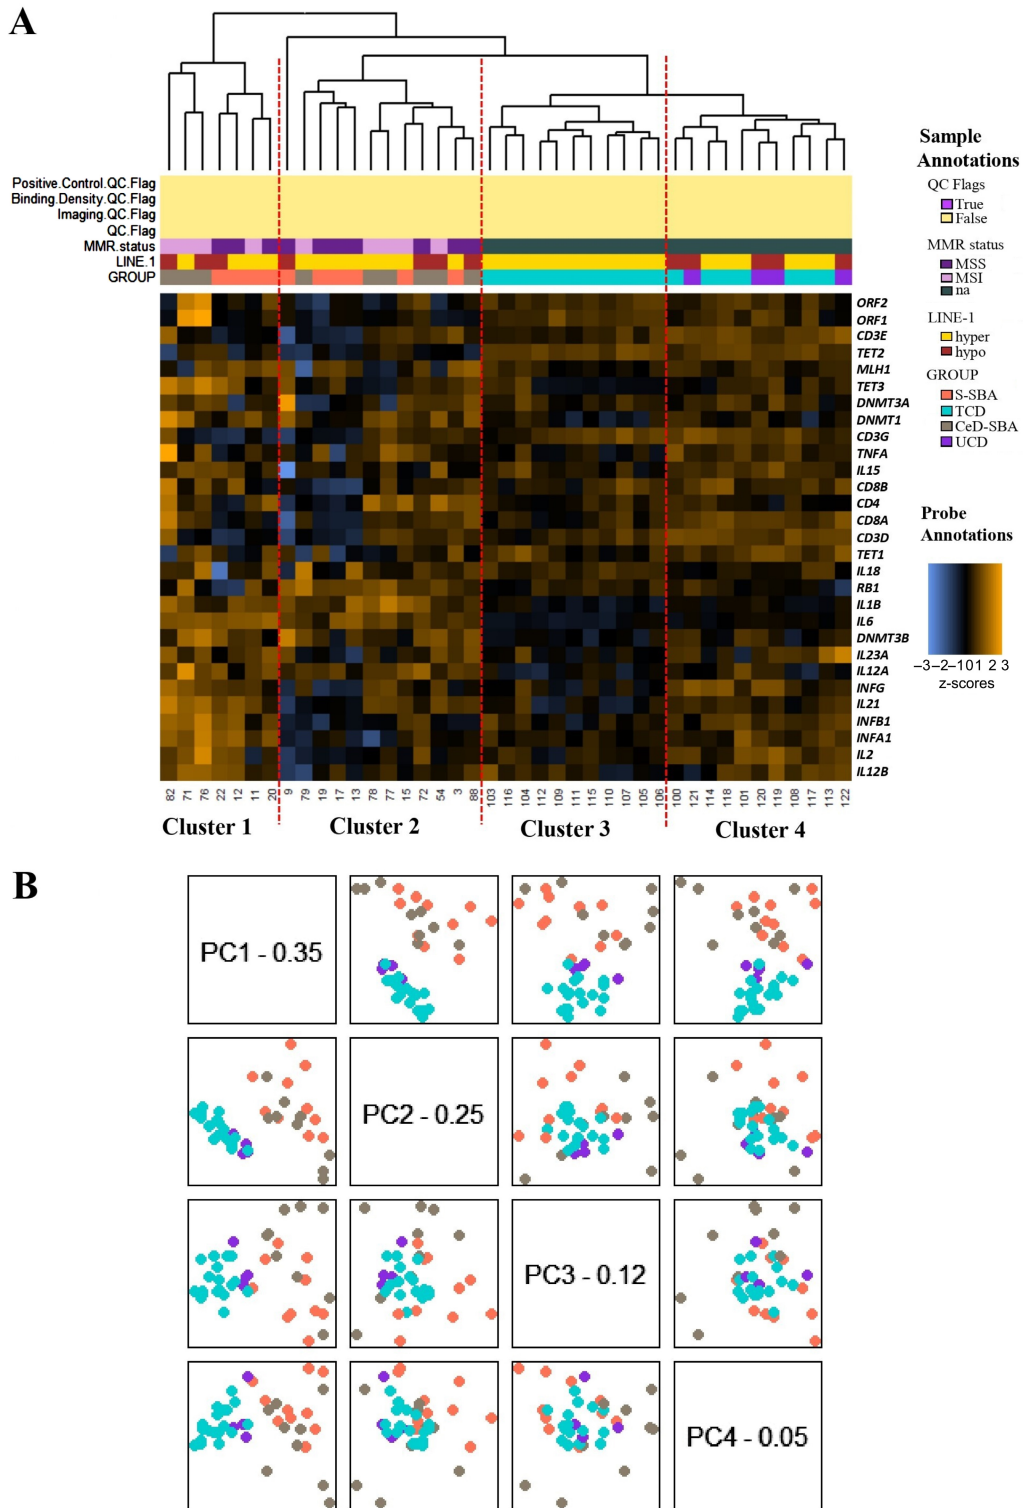 A
Positive.Control.QC.Flag
Binding.Density.QC.Flag
Imaging.QC.Flag
QC.Flag
MMR.status
LINE.1
GROUP
ORF2
ORF1
CD3E
TET2
MLH1
TET3
DNMT3A
DNMT1
CD3G
TNFA
IL15
CD8B
CD4
CD8A
CD3D
TET1
IL18
RB1
IL1B
IL6
DNMT3B
IL23A
IL12A
INFG
IL21
INFB1
INFA1
IL2
IL12B
82 71 76 22 12 11 20 9 79 19 17 13 78 77 15 72 54 3 88 103 116 104 112 109 111 115 110 107 105 106 100 121 114 118 101 120 119 108 117 113 122
Cluster 1 Cluster 2 Cluster 3 Cluster 4
Sample
Annotations
QC Flags
True
False
MMR status
MSS
MSI
na
LINE-1
hyper
hypo
GROUP
S-SBA
TCD
CeD-SBA
UCD
Probe
Annotations
−3−2−101 2 3
z-scores
B
PC1 - 0.35
PC2 - 0.25
PC3 - 0.12
PC4 - 0.05